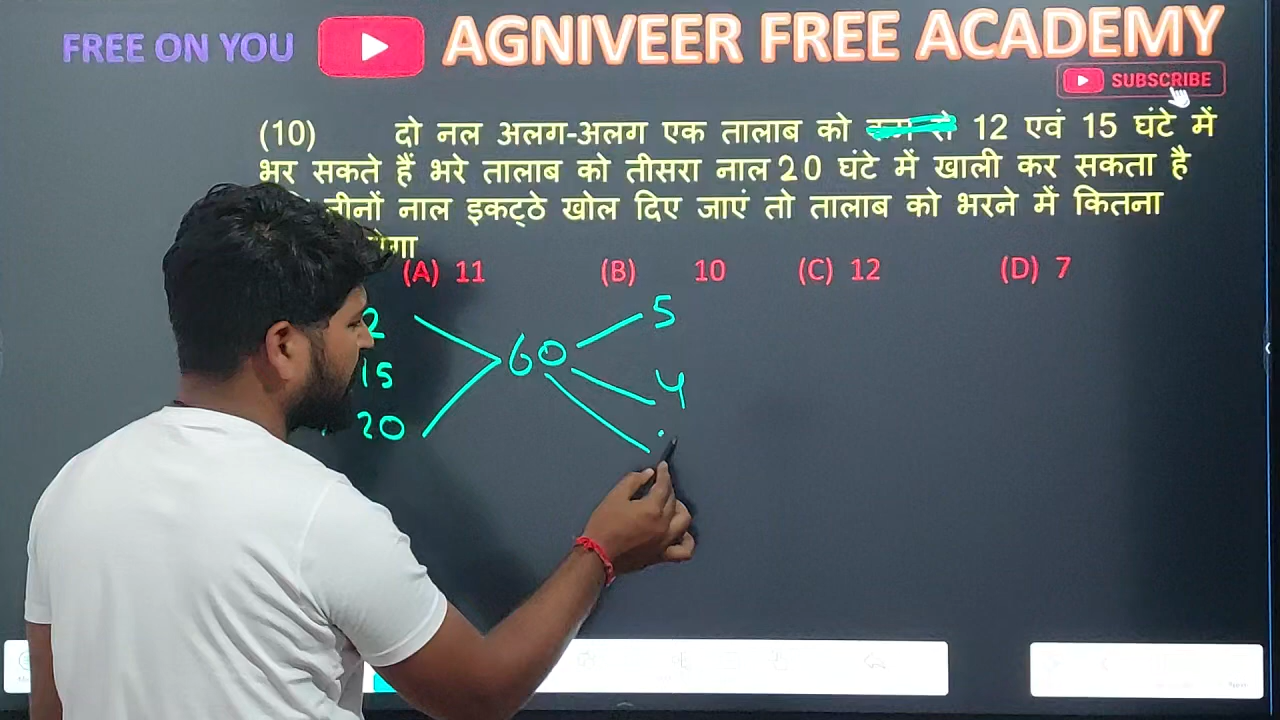 FREE ON YOU AGNIVEER FREE ACADEMY
SUBSCRIBE
(10) दो नल अलग-अलग एक तालाब को 12 एवं 15 घंटे में
भर सकते हैं भरे तालाब को तीसरा नाल 20 घंटे में खाली कर सकता है
तीनों नाल इकट्ठे खोल दिए जाएं तो तालाब को भरने में कितना
(A) 11 (B) 10 (C) 12 (D) 7
2 60 5
15 4
20